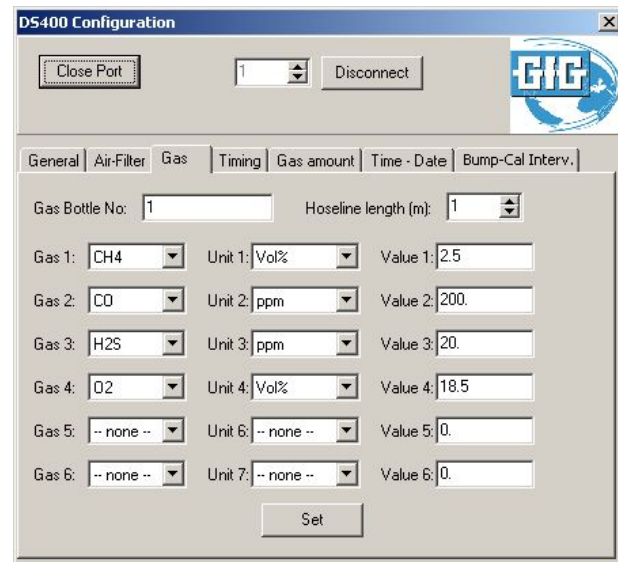 DS400 Configuration
Close Port 1 Disconnect GfG
General Air-Filter Gas Timing Gas amount Time - Date Bump-Cal Interv.
Gas Bottle No: 1 Hoseline length (m): 1
Gas 1: CH4 Unit 1: Vol% Value 1: 2.5
Gas 2: CO Unit 2: ppm Value 2: 200.
Gas 3: H2S Unit 3: ppm Value 3: 20.
Gas 4: O2 Unit 4: Vol% Value 4: 18.5
Gas 5: -- none -- Unit 6: -- none -- Value 5: 0.
Gas 6: -- none -- Unit 7: -- none -- Value 6: 0.
Set